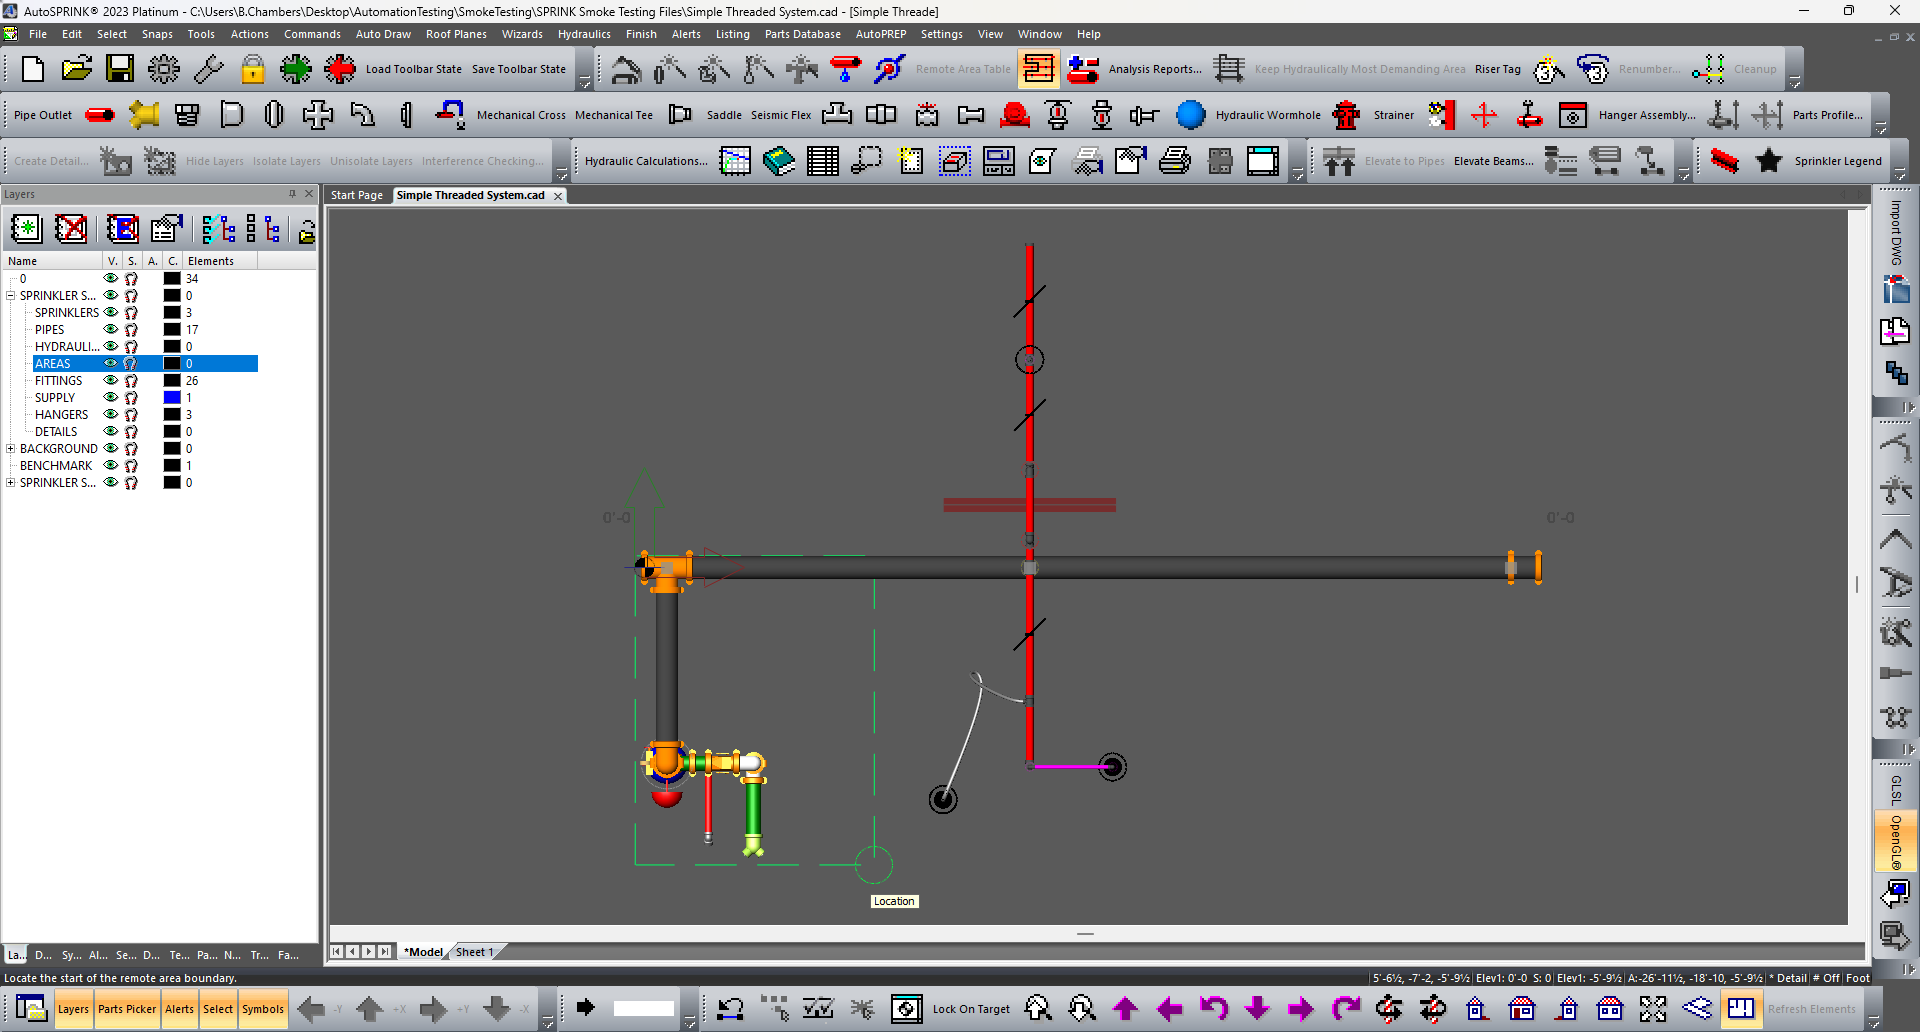 AutoSPRINK® 2023 Platinum - C:\Users\B.Chambers\Desktop\AutomationTesting\SmokeTesting\SPRINK Smoke Testing Files\Simple Threaded System.cad - [Simple Threade]
File Edit Select Snaps Tools Actions Commands Auto Draw Roof Planes Wizards Hydraulics Finish Alerts Listing Parts Database AutoPREP Settings View Window Help
Load Toolbar State Save Toolbar State Remote Area Table Analysis Reports... Keep Hydraulically Most Demanding Area Riser Tag Renumber... Cleanup
Pipe Outlet Mechanical Cross Mechanical Tee Saddle Seismic Flex Hydraulic Wormhole Strainer Hanger Assembly... Parts Profile...
Create Detail... Hide Layers Isolate Layers Unisolate Layers Interference Checking... Hydraulic Calculations... Elevate to Pipes Elevate Beams... Sprinkler Legend
Layers
Start Page Simple Threaded System.cad
Name V. S. A. C. Elements
0 34
SPRINKLER S... 0
SPRINKLERS 3
PIPES 17
HYDRAULI... 0
AREAS 0
FITTINGS 26
SUPPLY 1
HANGERS 3
DETAILS 0
BACKGROUND 0
BENCHMARK 1
SPRINKLER S... 0
0'-0
0'-0
Location
Import DWG
GLSL
OpenGL®
La... D... Sy... Al... Se... D... Te... Pa... N... Tr... Fa...
*Model Sheet 1
Locate the start of the remote area boundary.
5'-6½, -7'-2, -5'-9½ Elev1: 0'-0 S: 0 Elev1: -5'-9½ A:-26'-11½, -18'-10, -5'-9½ * Detail # Off Foot
Layers Parts Picker Alerts Select Symbols -Y +X +Y -X Lock On Target Refresh Elements